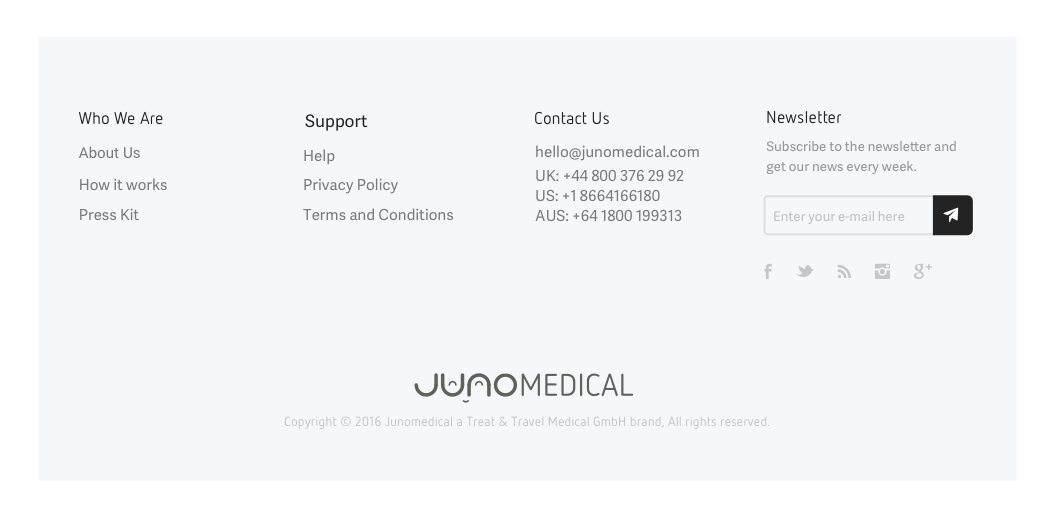 Who We Are
About Us
How it works
Press Kit
Support
Help
Privacy Policy
Terms and Conditions
Contact Us
hello@junomedical.com
UK: +44 800 376 29 92
US: +1 8664166180
AUS: +64 1800 199313
Newsletter
Subscribe to the newsletter and
get our news every week.
Enter your e-mail here
JUNOMEDICAL
Copyright © 2016 Junomedical a Treat & Travel Medical GmbH brand, All rights reserved.